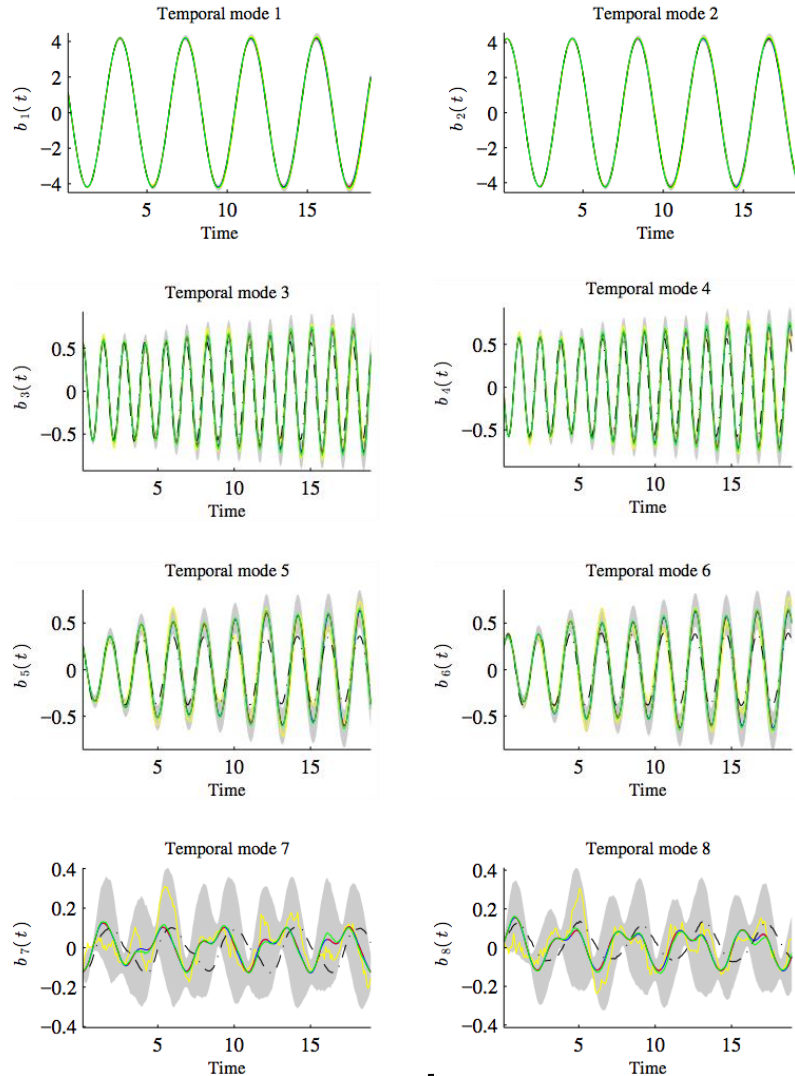 Temporal mode 1
4
2
0
−2
−4
b₁(t)
5 10 15
Time
Temporal mode 2
4
2
0
−2
−4
b₂(t)
5 10 15
Time
Temporal mode 3
0.5
0
−0.5
b₃(t)
5 10 15
Time
Temporal mode 4
0.5
0
−0.5
b₄(t)
5 10 15
Time
Temporal mode 5
0.5
0
−0.5
b₅(t)
5 10 15
Time
Temporal mode 6
0.5
0
−0.5
b₆(t)
5 10 15
Time
Temporal mode 7
0.4
0.2
0
−0.2
−0.4
b₇(t)
5 10 15
Time
Temporal mode 8
0.4
0.2
0
−0.2
−0.4
b₈(t)
5 10 15
Time